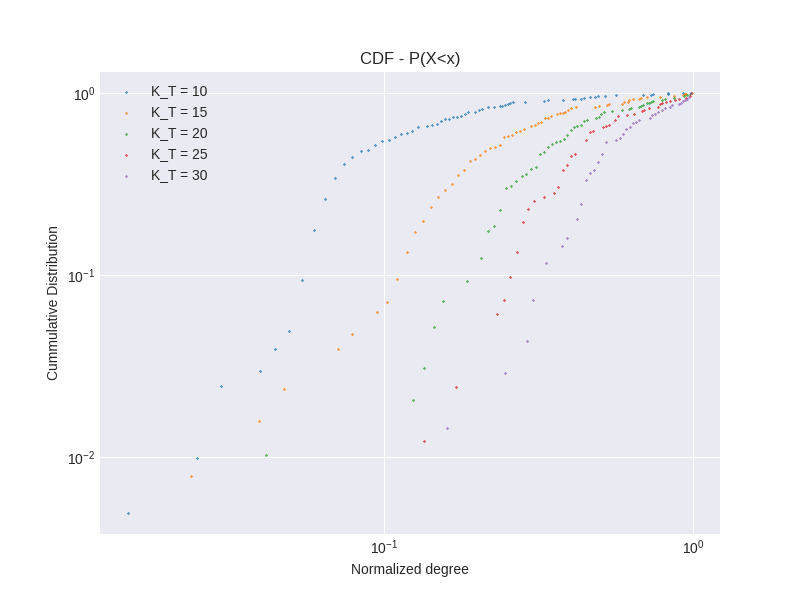 CDF - P(X<x)
10^0
K_T = 10
K_T = 15
K_T = 20
K_T = 25
K_T = 30
10^-1
Cummulative Distribution
10^-2
10^-1
10^0
Normalized degree